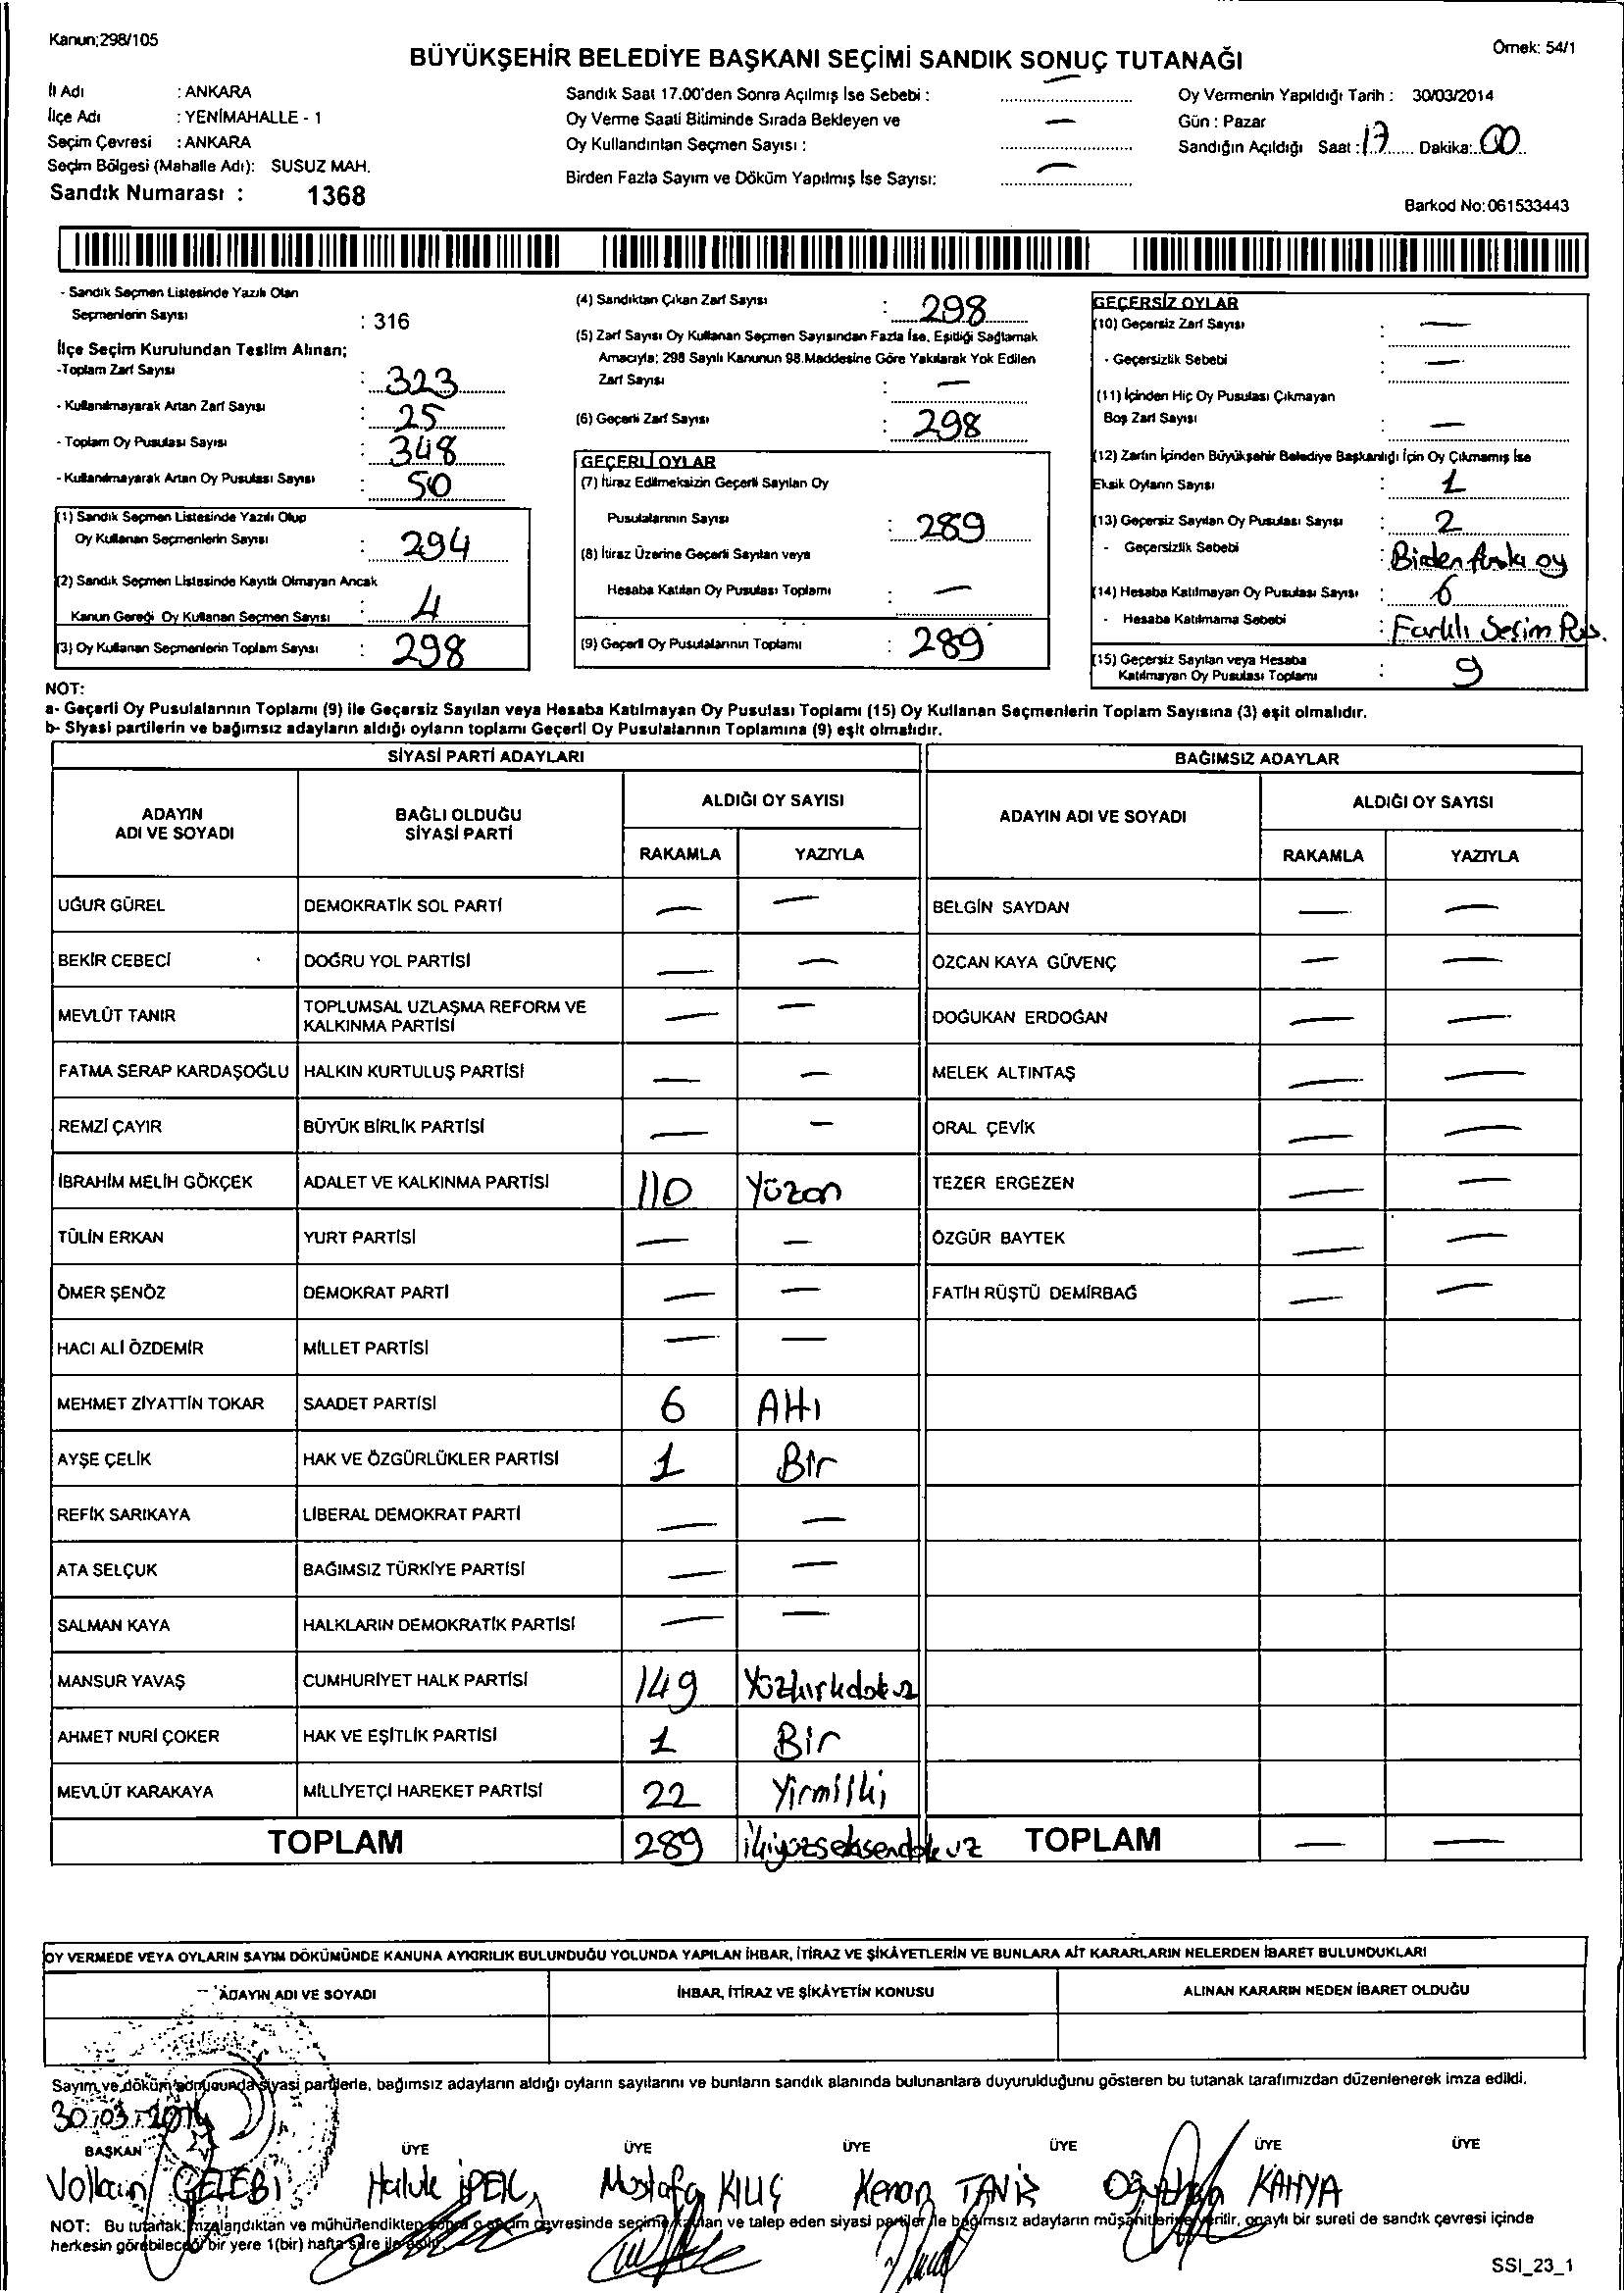 Kanun;298/105
Örnek: 54/1
BÜYÜKŞEHİR BELEDİYE BAŞKANI SEÇİMİ SANDIK SONUÇ TUTANAĞI
İl Adı : ANKARA
İlçe Adı : YENİMAHALLE - 1
Seçim Çevresi : ANKARA
Seçim Bölgesi (Mahalle Adı): SUSUZ MAH.
Sandık Numarası : 1368
Sandık Saat 17.00'den Sonra Açılmış İse Sebebi : —
Oy Verme Saati Bitiminde Sırada Bekleyen ve
Oy Kullandırılan Seçmen Sayısı : —
Birden Fazla Sayım ve Döküm Yapılmış İse Sayısı: —
Oy Vermenin Yapıldığı Tarih : 30/03/2014
Gün : Pazar
Sandığın Açıldığı Saat : 17 Dakika: 00
Barkod No:061533443
- Sandık Seçmen Listesinde Yazılı Olan
Seçmenlerin Sayısı : 316
İlçe Seçim Kurulundan Teslim Alınan;
-Toplam Zarf Sayısı : 323
- Kullanılmayarak Artan Zarf Sayısı : 25
- Toplam Oy Pusulası Sayısı : 348
- Kullanılmayarak Artan Oy Pusulası Sayısı : 50
(1) Sandık Seçmen Listesinde Yazılı Olup
Oy Kullanan Seçmenlerin Sayısı : 294
(2) Sandık Seçmen Listesinde Kayıtlı Olmayan Ancak
Kanun Gereği Oy Kullanan Seçmen Sayısı : 4
(3) Oy Kullanan Seçmenlerin Toplam Sayısı : 298
(4) Sandıktan Çıkan Zarf Sayısı : 298
(5) Zarf Sayısı Oy Kullanan Seçmen Sayısından Fazla İse, Eşitliği Sağlamak
Amacıyla; 298 Sayılı Kanunun 98.Maddesine Göre Yakılarak Yok Edilen
Zarf Sayısı : —
(6) Geçerli Zarf Sayısı : 298
GEÇERLİ OYLAR
(7) İtiraz Edilmeksizin Geçerli Sayılan Oy
Pusulalarının Sayısı : 289
(8) İtiraz Üzerine Geçerli Sayılan veya
Hesaba Katılan Oy Pusulası Toplamı : —
(9) Geçerli Oy Pusulalarının Toplamı : 289
GEÇERSİZ OYLAR
(10) Geçersiz Zarf Sayısı : —
- Geçersizlik Sebebi : —
(11) İçinden Hiç Oy Pusulası Çıkmayan
Boş Zarf Sayısı : —
(12) Zarfın İçinden Büyükşehir Belediye Başkanlığı İçin Oy Çıkmamış İse
Eksik Oyların Sayısı : 1
(13) Geçersiz Sayılan Oy Pusulası Sayısı : 2
- Geçersizlik Sebebi : Birden fazla oy
(14) Hesaba Katılmayan Oy Pusulası Sayısı : 6
- Hesaba Katılmama Sebebi : Farklı Seçim Pus.
(15) Geçersiz Sayılan veya Hesaba
Katılmayan Oy Pusulası Toplamı : 9
NOT:
a- Geçerli Oy Pusulalarının Toplamı (9) ile Geçersiz Sayılan veya Hesaba Katılmayan Oy Pusulası Toplamı (15) Oy Kullanan Seçmenlerin Toplam Sayısına (3) eşit olmalıdır.
b- Siyasi partilerin ve bağımsız adayların aldığı oyların toplamı Geçerli Oy Pusulalarının Toplamına (9) eşit olmalıdır.
SİYASİ PARTİ ADAYLARI BAĞIMSIZ ADAYLAR
ADAYIN ADI VE SOYADI BAĞLI OLDUĞU SİYASİ PARTİ ALDIĞI OY SAYISI ADAYIN ADI VE SOYADI ALDIĞI OY SAYISI
RAKAMLA YAZIYLA RAKAMLA YAZIYLA
UĞUR GÜREL DEMOKRATİK SOL PARTİ — — BELGİN SAYDAN — —
BEKİR CEBECİ DOĞRU YOL PARTİSİ — — ÖZCAN KAYA GÜVENÇ — —
MEVLÜT TANIR TOPLUMSAL UZLAŞMA REFORM VE KALKINMA PARTİSİ — — DOĞUKAN ERDOĞAN — —
FATMA SERAP KARDAŞOĞLU HALKIN KURTULUŞ PARTİSİ — — MELEK ALTINTAŞ — —
REMZİ ÇAYIR BÜYÜK BİRLİK PARTİSİ — — ORAL ÇEVİK — —
İBRAHİM MELİH GÖKÇEK ADALET VE KALKINMA PARTİSİ 110 Yüzon TEZER ERGEZEN — —
TÜLİN ERKAN YURT PARTİSİ — — ÖZGÜR BAYTEK — —
ÖMER ŞENÖZ DEMOKRAT PARTİ — — FATİH RÜŞTÜ DEMİRBAĞ — —
HACI ALİ ÖZDEMİR MİLLET PARTİSİ — —
MEHMET ZİYATTİN TOKAR SAADET PARTİSİ 6 Altı
AYŞE ÇELİK HAK VE ÖZGÜRLÜKLER PARTİSİ 1 Bir
REFİK SARIKAYA LİBERAL DEMOKRAT PARTİ — —
ATA SELÇUK BAĞIMSIZ TÜRKİYE PARTİSİ — —
SALMAN KAYA HALKLARIN DEMOKRATİK PARTİSİ — —
MANSUR YAVAŞ CUMHURİYET HALK PARTİSİ 149 Yüzkırkdokuz
AHMET NURİ ÇOKER HAK VE EŞİTLİK PARTİSİ 1 Bir
MEVLÜT KARAKAYA MİLLİYETÇİ HAREKET PARTİSİ 22 Yirmiiki
TOPLAM 289 ikiyüzseksendokuz TOPLAM — —
OY VERMEDE VEYA OYLARIN SAYIM DÖKÜMÜNDE KANUNA AYKIRILIK BULUNDUĞU YOLUNDA YAPILAN İHBAR, İTİRAZ VE ŞİKÂYETLERİN VE BUNLARA AİT KARARLARIN NELERDEN İBARET BULUNDUKLARI
ADAYIN ADI VE SOYADI İHBAR, İTİRAZ VE ŞİKÂYETİN KONUSU ALINAN KARARIN NEDEN İBARET OLDUĞU
Sayım ve döküm sonucunda siyasi partilerle, bağımsız adayların aldığı oyların sayılarını ve bunların sandık alanında bulunanlara duyurulduğunu gösteren bu tutanak tarafımızdan düzenlenerek imza edildi.
30.03.2014
BAŞKAN ÜYE ÜYE ÜYE ÜYE ÜYE ÜYE
Volkan ÇELEBİ Haluk İPEK Mustafa KILIÇ Kenan TANIR Oğuzhan KAHYA
NOT: Bu tutanak, imzalandıktan ve mühürlendikten sonra o seçim çevresinde seçime katılan ve talep eden siyasi partiler ile bağımsız adayların müşahitlerine verilir, onaylı bir sureti de sandık çevresi içinde
herkesin görebileceği bir yere 1(bir) hafta süre ile asılır.
SSI_23_1